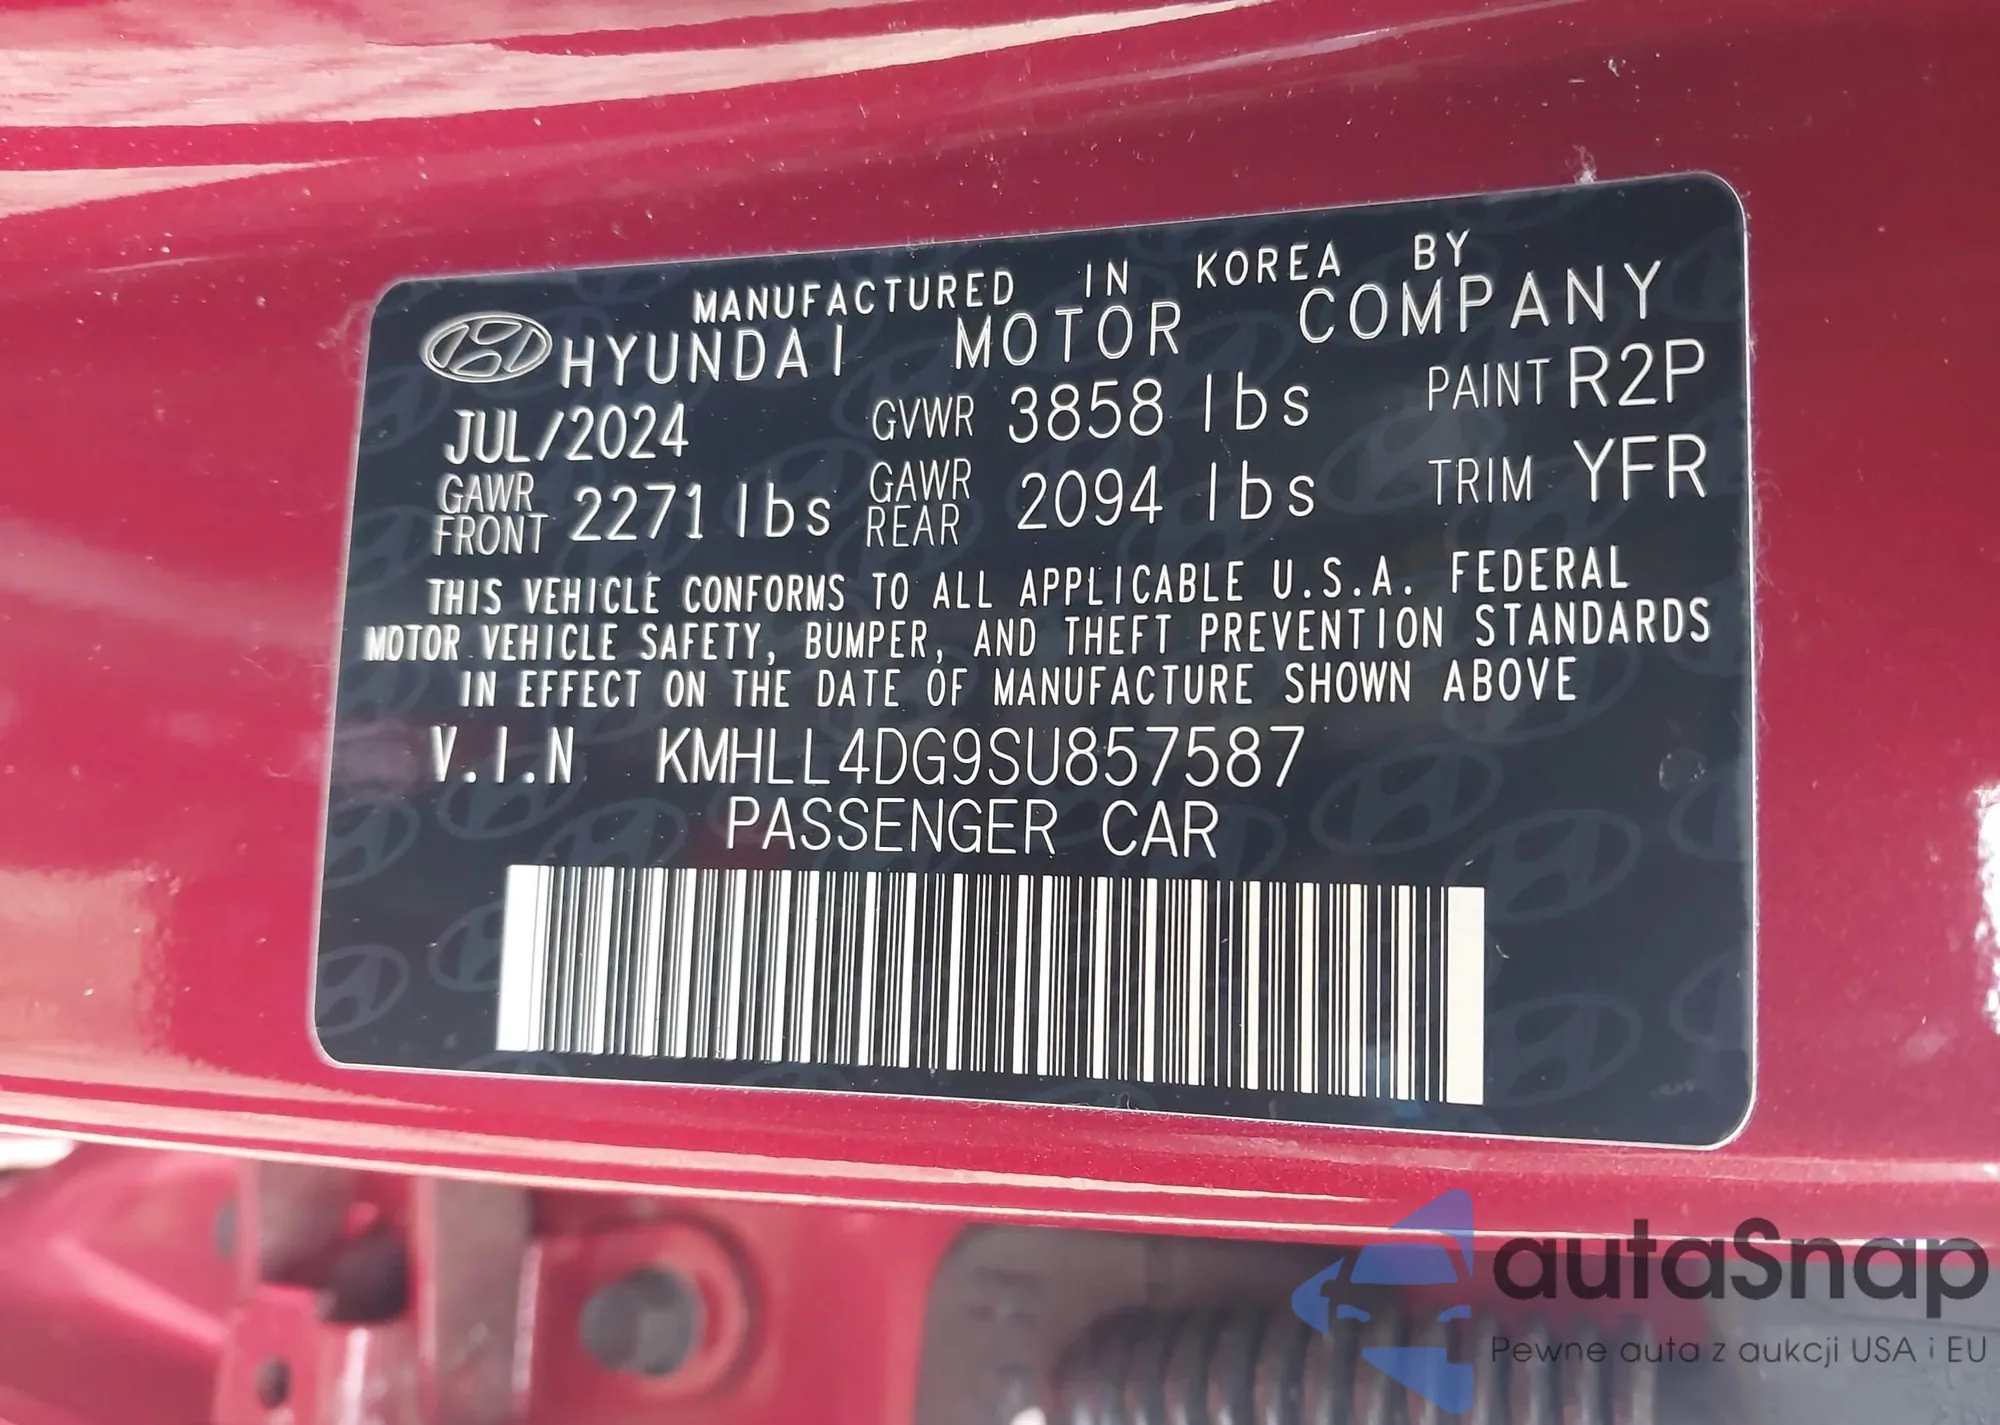 MANUFACTURED IN KOREA BY
HYUNDAI MOTOR COMPANY
JUL/2024 GVWR 3858 lbs PAINT R2P
GAWR FRONT 2271 lbs GAWR REAR 2094 lbs TRIM YFR
THIS VEHICLE CONFORMS TO ALL APPLICABLE U.S.A. FEDERAL
MOTOR VEHICLE SAFETY, BUMPER, AND THEFT PREVENTION STANDARDS
IN EFFECT ON THE DATE OF MANUFACTURE SHOWN ABOVE
V.I.N KMHLL4DG9SU857587
PASSENGER CAR
autaSnap
Pewne auta z aukcji USA i EU